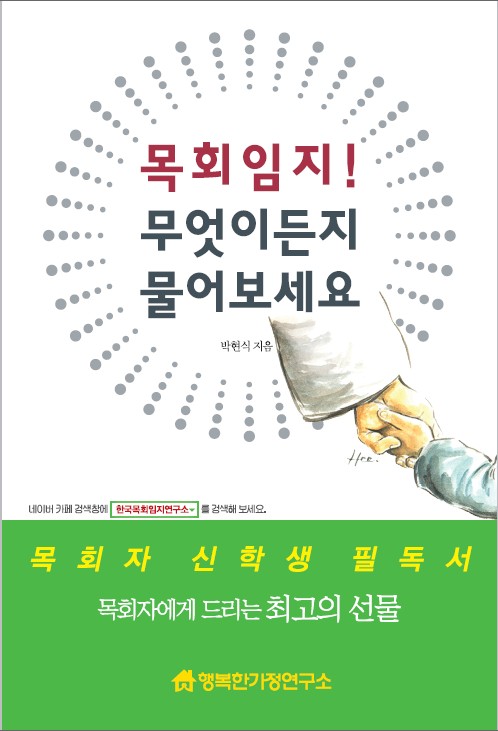 목회임지!
무엇이든지
물어보세요
박현식 지음
Hee.
네이버 카페 검색창에 한국목회임지연구소 를 검색해 보세요.
목회자 신학생 필독서
목회자에게 드리는 최고의 선물
행복한가정연구소